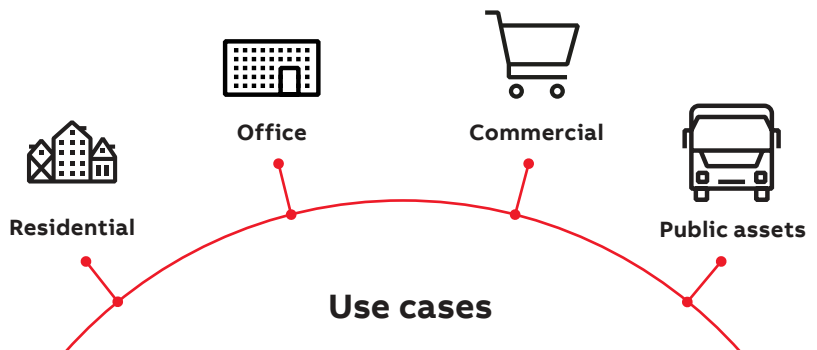 Office
Commercial
Residential
Public assets
Use cases